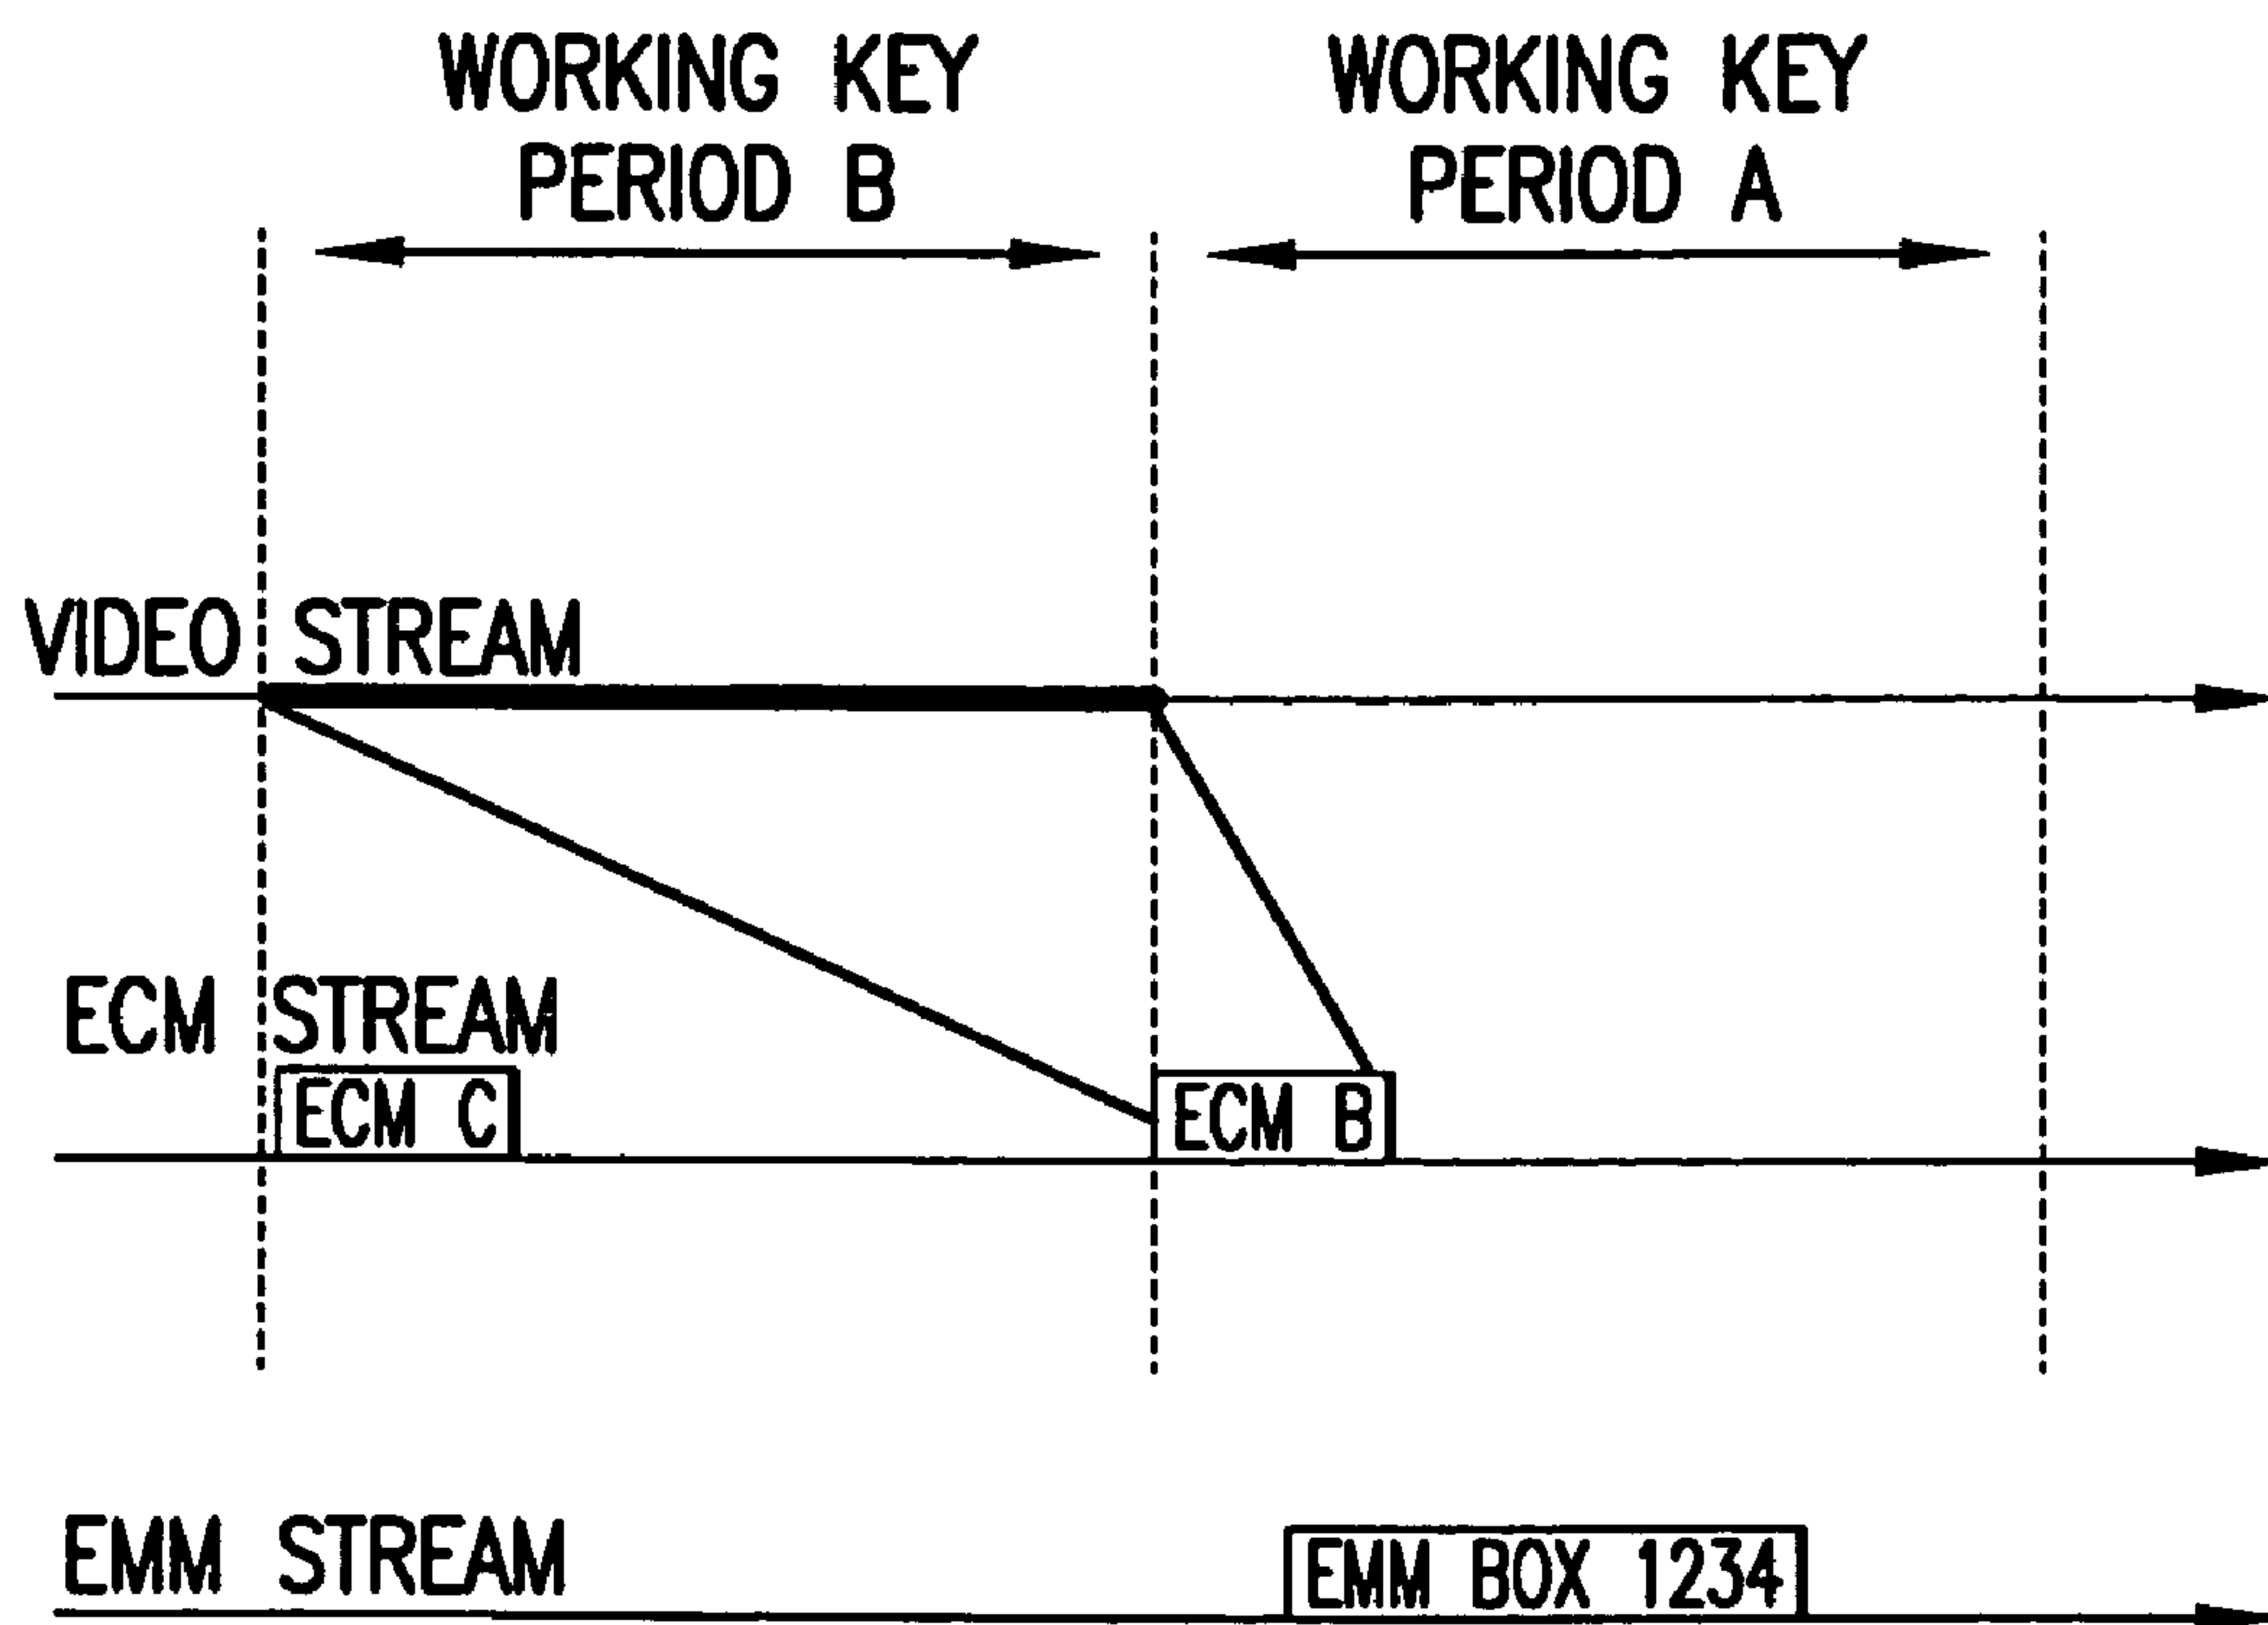 WORKING KEY
PERIOD B
WORKING KEY
PERIOD A
VIDEO STREAM
ECM STREAM
ECM C
ECM B
EMM STREAM
EMM BOX 1234